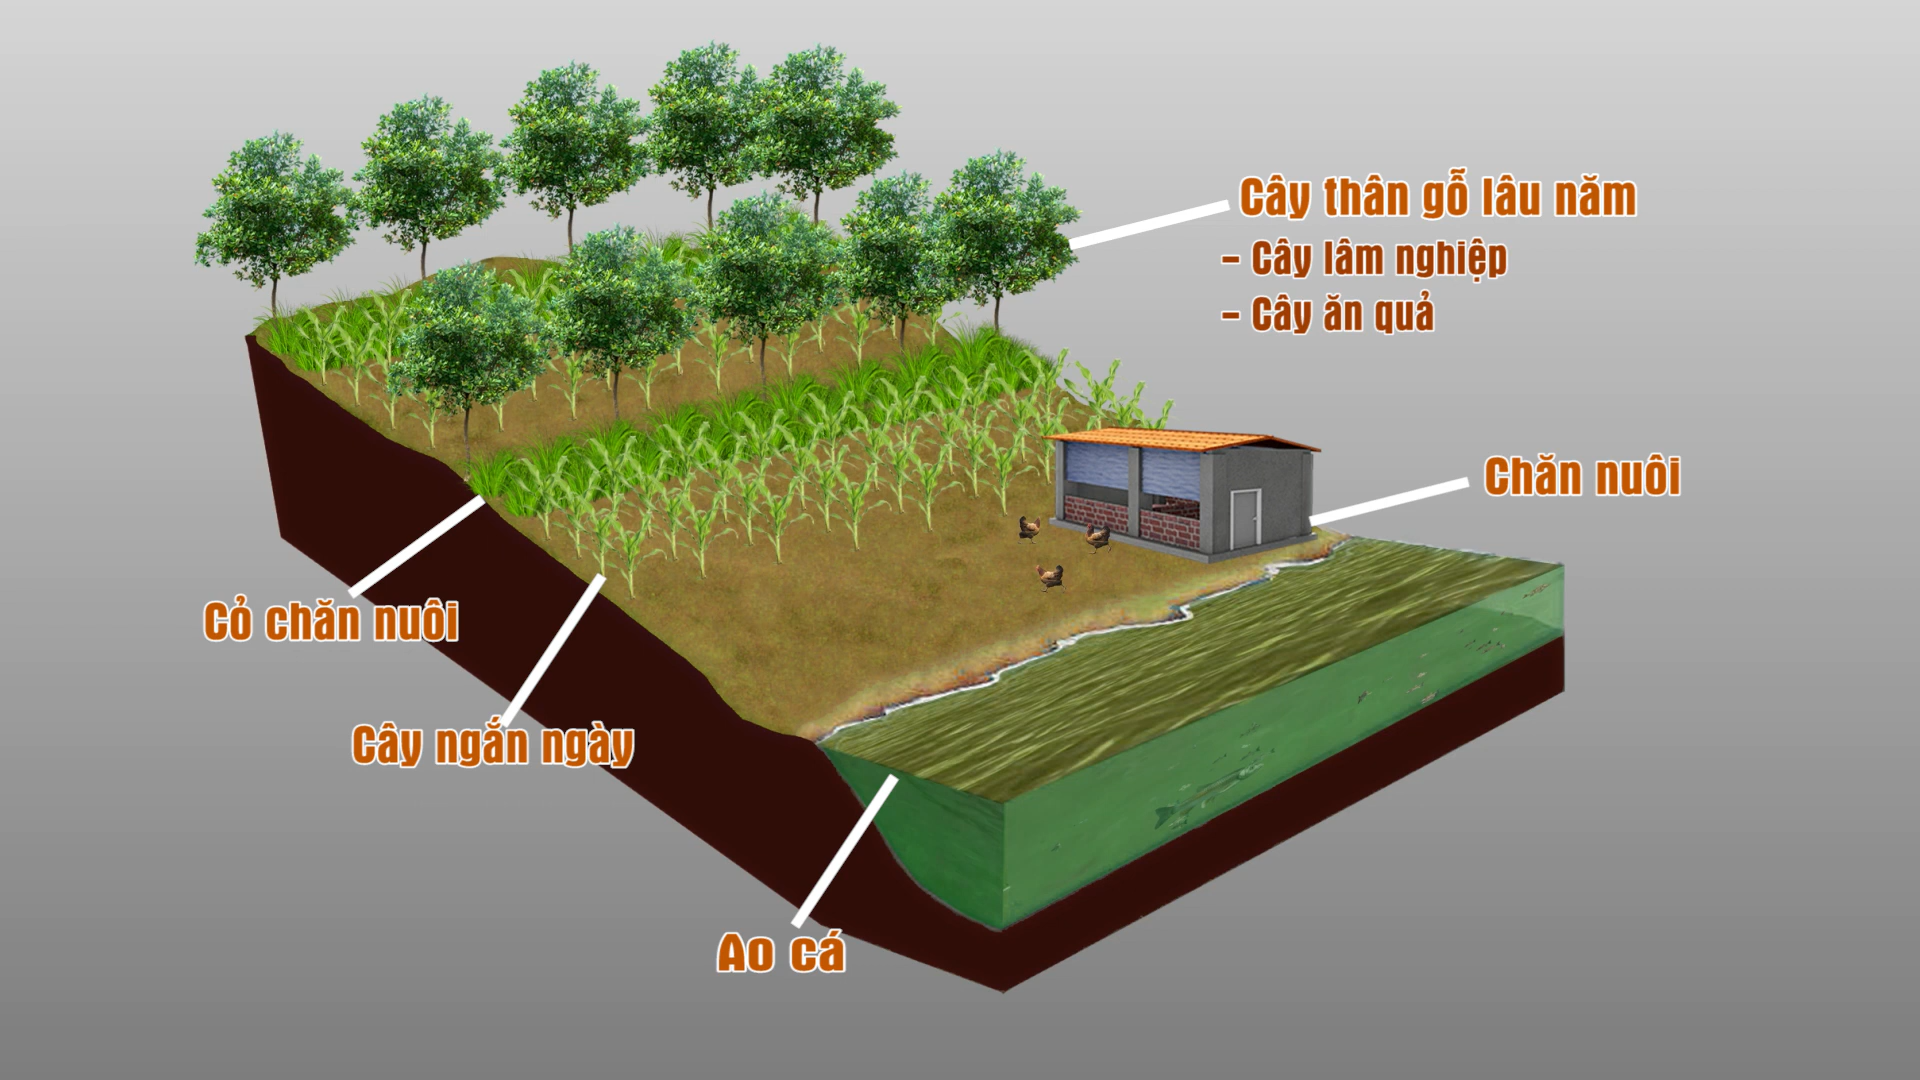 Cây thân gỗ lâu năm
- Cây lâm nghiệp
- Cây ăn quả
Chăn nuôi
Cỏ chăn nuôi
Cây ngắn ngày
Ao cá